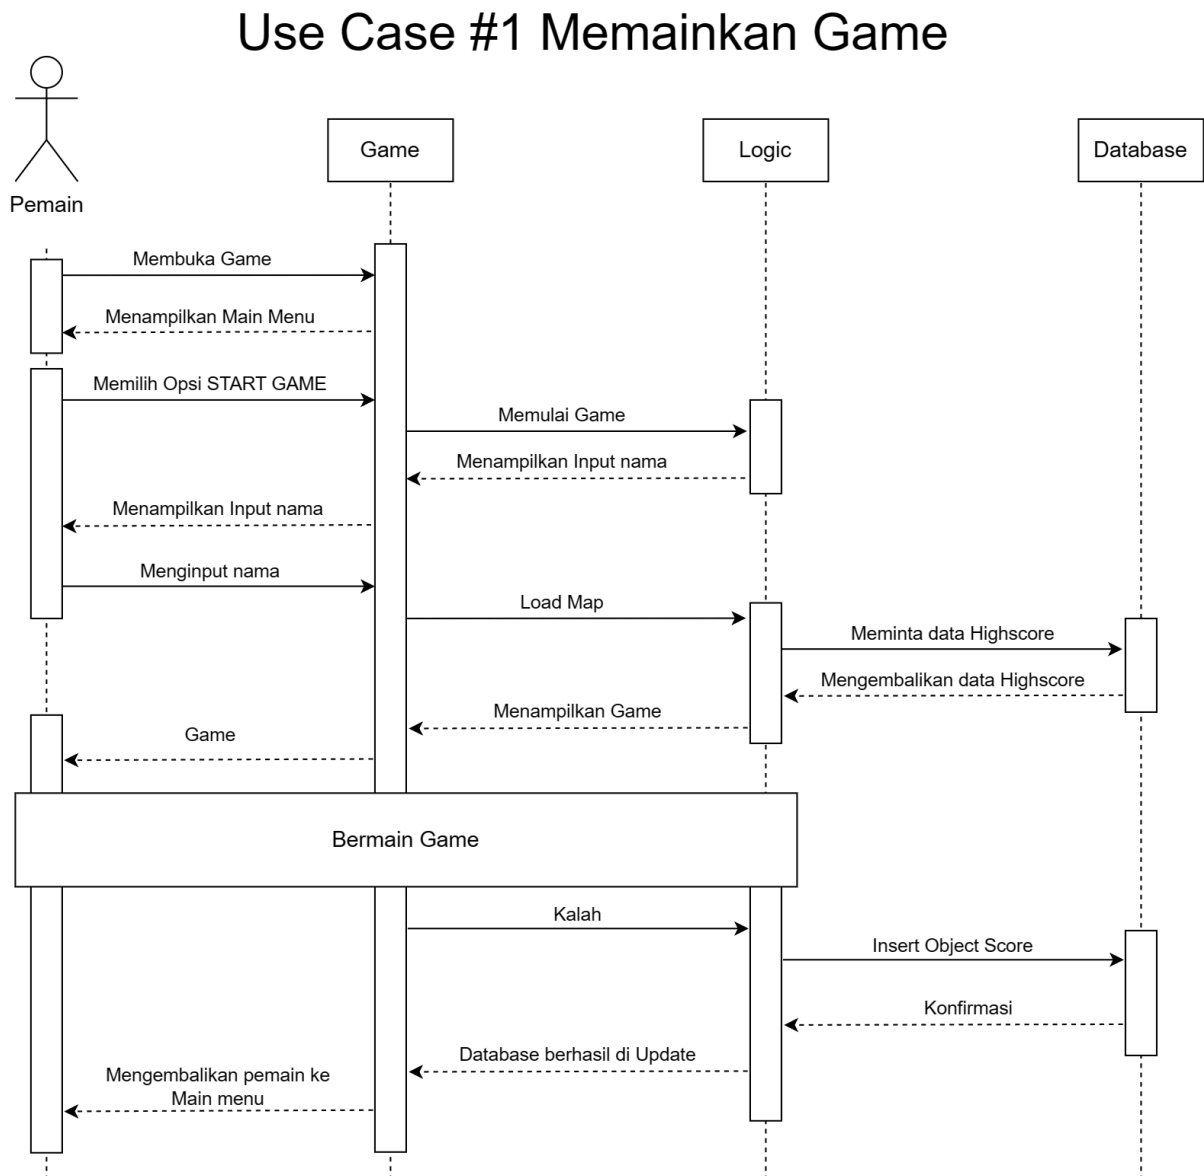 Use Case #1 Memainkan Game
Pemain
Game
Logic
Database
Membuka Game
Menampilkan Main Menu
Memilih Opsi START GAME
Memulai Game
Menampilkan Input nama
Menampilkan Input nama
Menginput nama
Load Map
Meminta data Highscore
Mengembalikan data Highscore
Menampilkan Game
Game
Bermain Game
Kalah
Insert Object Score
Konfirmasi
Database berhasil di Update
Mengembalikan pemain ke
Main menu